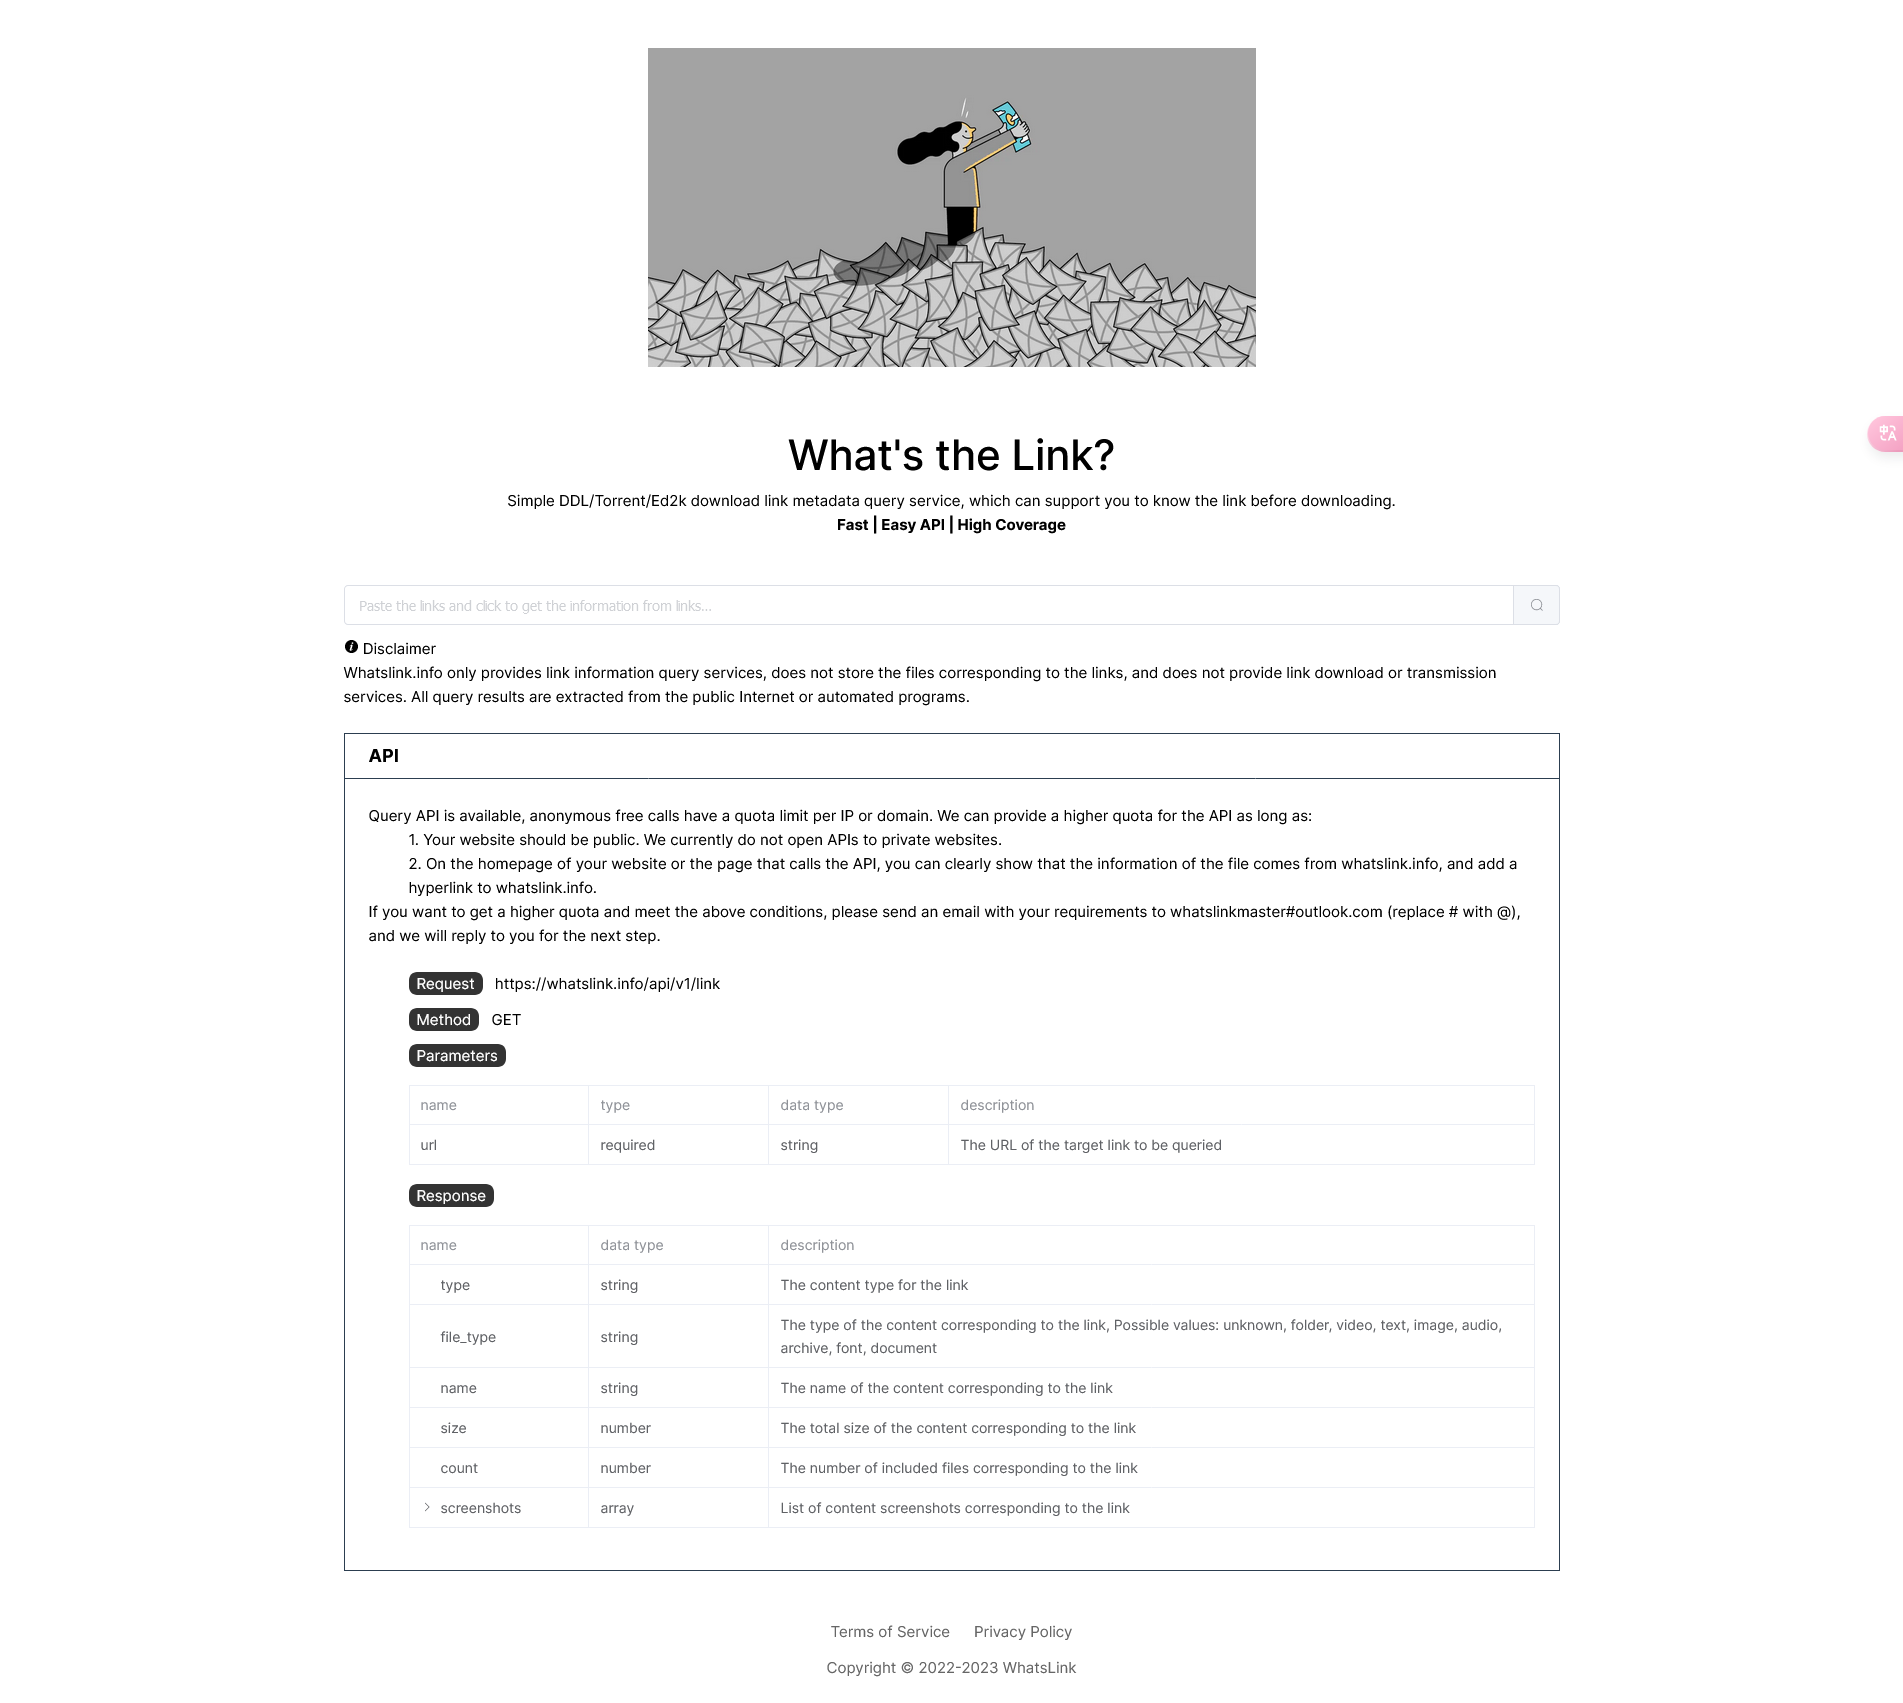 What's the Link?
Simple DDL/Torrent/Ed2k download link metadata query service, which can support you to know the link before downloading.
Fast | Easy API | High Coverage
Paste the links and click to get the information from links...
Disclaimer
Whatslink.info only provides link information query services, does not store the files corresponding to the links, and does not provide link download or transmission
services. All query results are extracted from the public Internet or automated programs.
API
Query API is available, anonymous free calls have a quota limit per IP or domain. We can provide a higher quota for the API as long as:
1. Your website should be public. We currently do not open APIs to private websites.
2. On the homepage of your website or the page that calls the API, you can clearly show that the information of the file comes from whatslink.info, and add a
hyperlink to whatslink.info.
If you want to get a higher quota and meet the above conditions, please send an email with your requirements to whatslinkmaster#outlook.com (replace # with @),
and we will reply to you for the next step.
Request https://whatslink.info/api/v1/link
Method GET
Parameters
name type data type description
url required string The URL of the target link to be queried
Response
name data type description
type string The content type for the link
file_type string The type of the content corresponding to the link, Possible values: unknown, folder, video, text, image, audio,
archive, font, document
name string The name of the content corresponding to the link
size number The total size of the content corresponding to the link
count number The number of included files corresponding to the link
screenshots array List of content screenshots corresponding to the link
Terms of Service Privacy Policy
Copyright © 2022-2023 WhatsLink